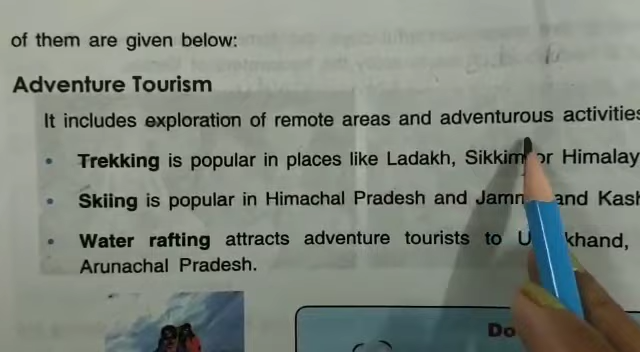 of them are given below:
Adventure Tourism
It includes exploration of remote areas and adventurous activities
• Trekking is popular in places like Ladakh, Sikkim or Himalay
• Skiing is popular in Himachal Pradesh and Jamm and Kash
• Water rafting attracts adventure tourists to U khand,
Arunachal Pradesh.
Do